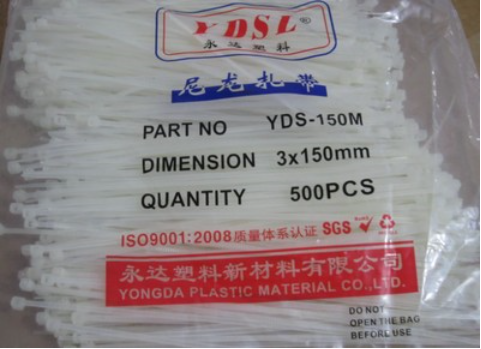 YDSL®
永达塑料
尼龙扎带
PART NO YDS-150M
DIMENSION 3x150mm
QUANTITY 500PCS
ISO9001:2008质量体系认证 SGS
永达塑料新材料有限公司
YONGDA PLASTIC MATERIAL CO.,LTD.
DO NOT
OPEN THE BAG
BEFORE USE